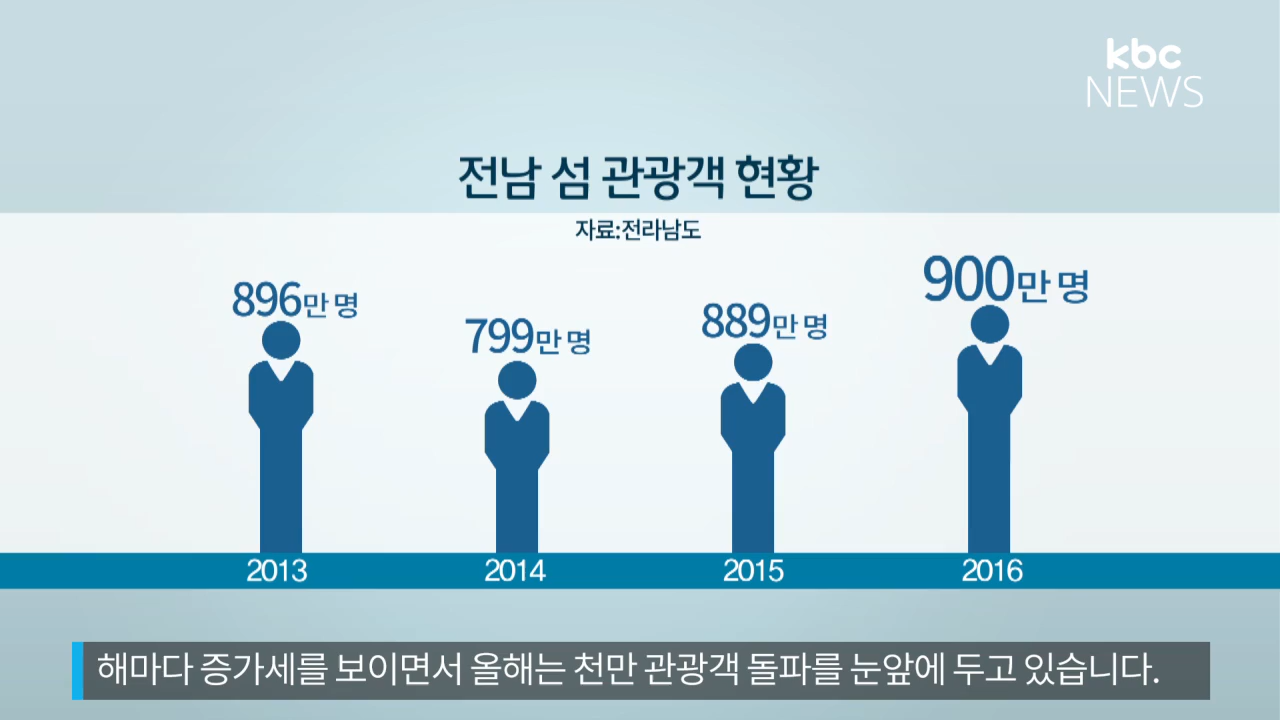 kbc
NEWS
전남 섬 관광객 현황
자료:전라남도
896만 명
799만 명
889만 명
900만 명
2013
2014
2015
2016
해마다 증가세를 보이면서 올해는 천만 관광객 돌파를 눈앞에 두고 있습니다.